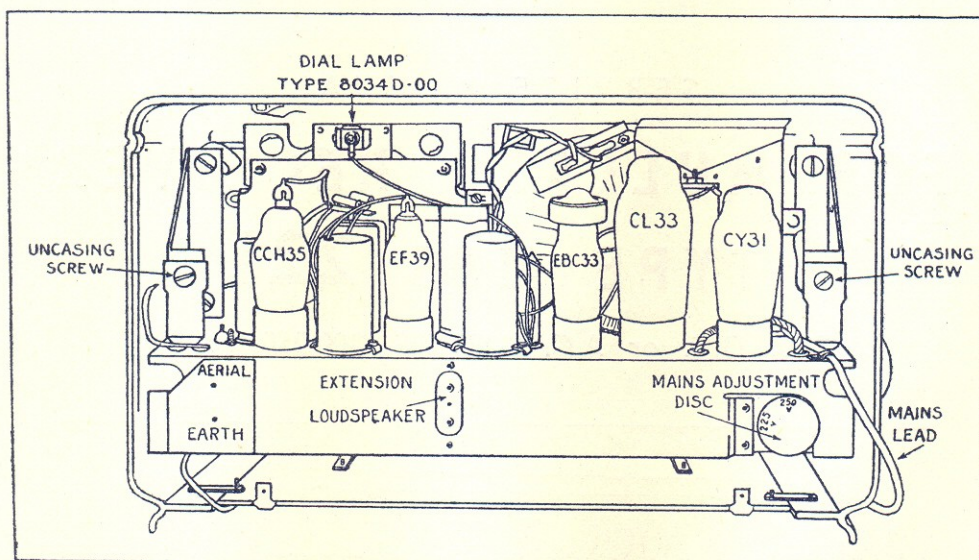 DIAL LAMP
TYPE 8034D-00
UNCASING
SCREW
CCH35
EF39
EBC33
CL33
CY31
UNCASING
SCREW
AERIAL
EARTH
EXTENSION
LOUDSPEAKER
MAINS ADJUSTMENT
DISC
225 V
250 V
MAINS
LEAD